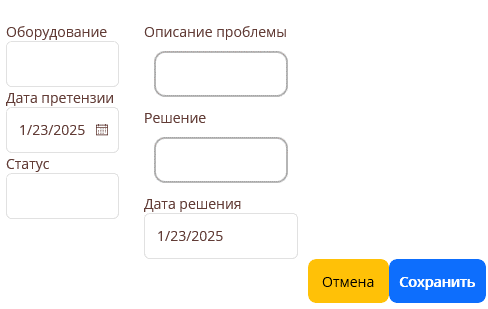 Оборудование
Дата претензии
1/23/2025
Статус
Описание проблемы
Решение
Дата решения
1/23/2025
Отмена
Сохранить